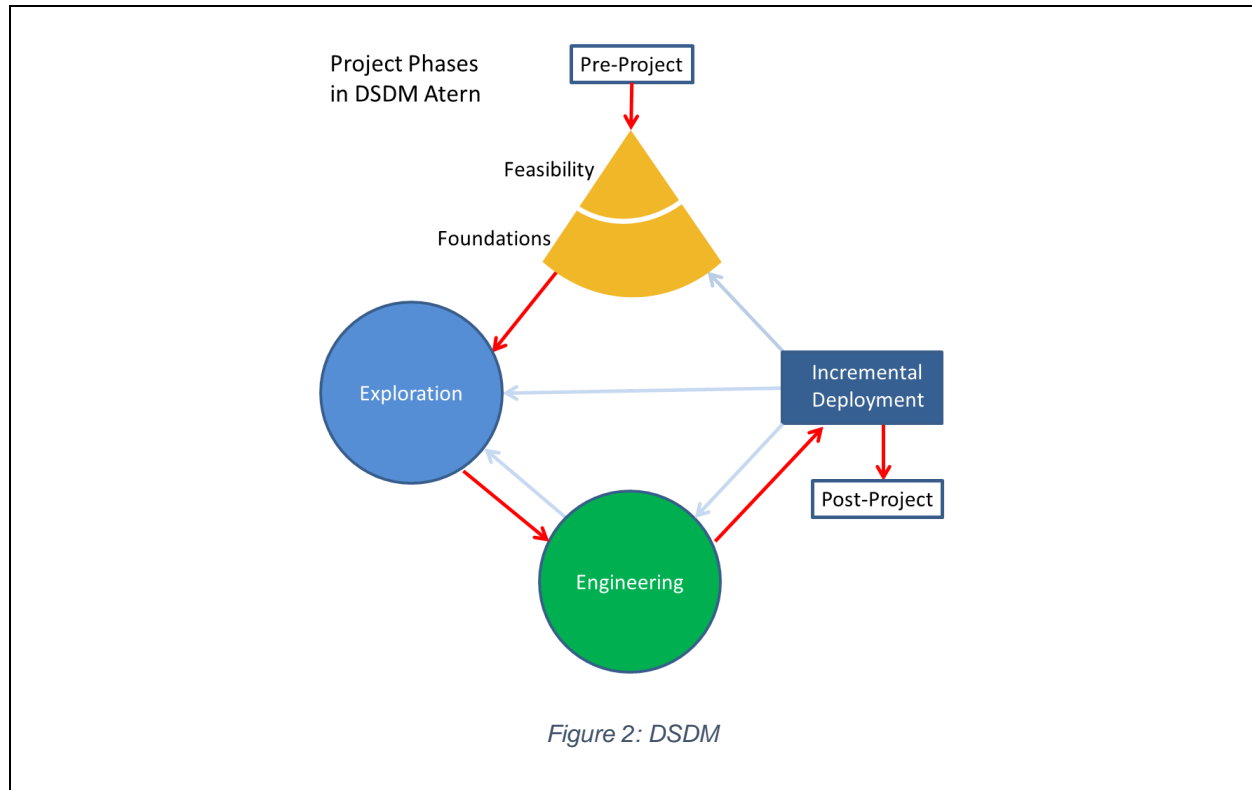 Project Phases
in DSDM Atern
Pre-Project
Feasibility
Foundations
Exploration
Incremental
Deployment
Post-Project
Engineering
Figure 2: DSDM